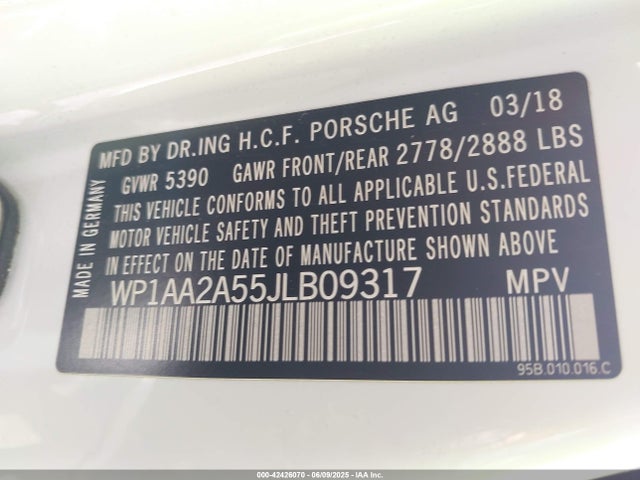 MFD BY DR.ING H.C.F. PORSCHE AG 03/18
GVWR 5390 GAWR FRONT/REAR 2778/2888 LBS
THIS VEHICLE CONFORMS TO ALL APPLICABLE U.S.FEDERAL
MOTOR VEHICLE SAFETY AND THEFT PREVENTION STANDARDS
IN EFFECT ON THE DATE OF MANUFACTURE SHOWN ABOVE
WP1AA2A55JLB09317 MPV
95B.010.016.C
MADE IN GERMANY
000-42426070 - 06/09/2025 - IAA Inc.